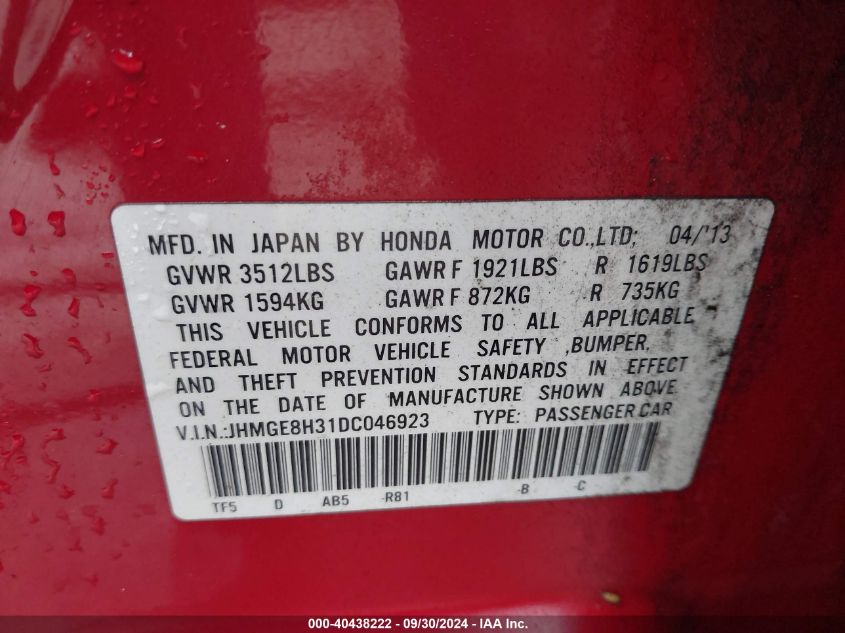 MFD. IN JAPAN BY HONDA MOTOR CO.,LTD; 04/'13
GVWR 3512LBS GAWR F 1921LBS R 1619LBS
GVWR 1594KG GAWR F 872KG R 735KG
THIS VEHICLE CONFORMS TO ALL APPLICABLE
FEDERAL MOTOR VEHICLE SAFETY ,BUMPER,
AND THEFT PREVENTION STANDARDS IN EFFECT
ON THE DATE OF MANUFACTURE SHOWN ABOVE
V.I.N.:JHMGE8H31DC046923 TYPE: PASSENGER CAR
TF5 D AB5 -R81 -B -C
000-40438222 - 09/30/2024 - IAA Inc.